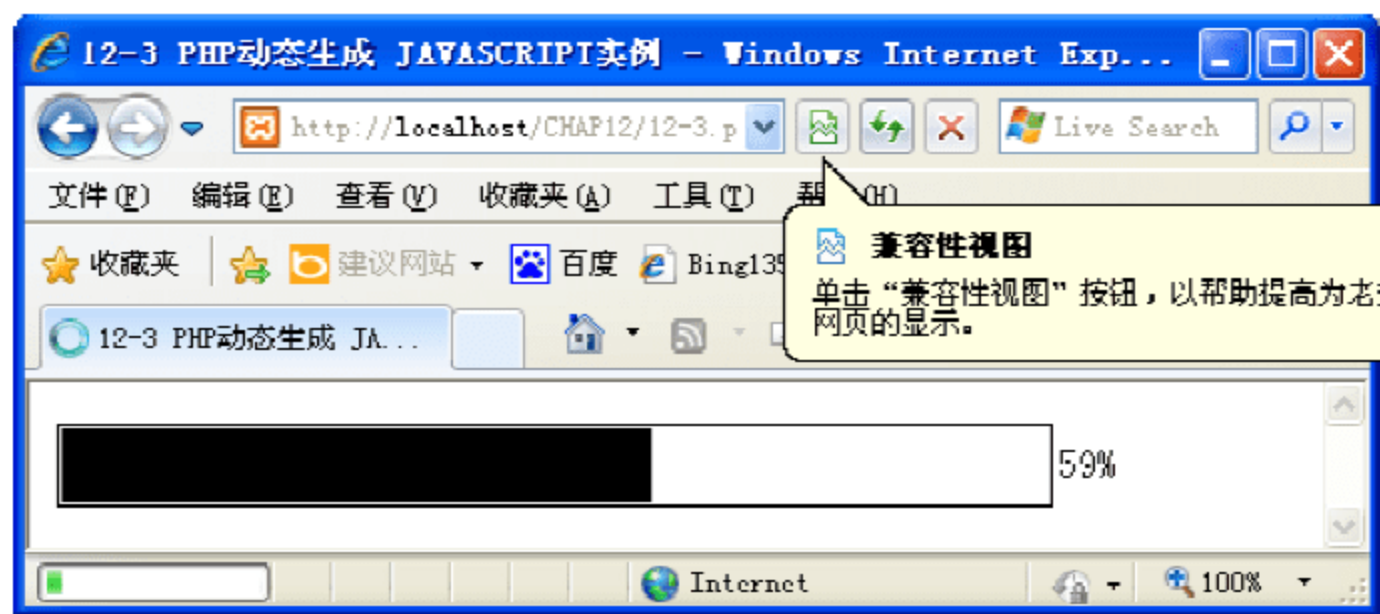 12-3 PHP动态生成 JAVASCRIPT实例 - Windows Internet Exp...
http://localhost/CHAP12/12-3.p
Live Search
文件(F) 编辑(E) 查看(V) 收藏夹(A) 工具(T) 帮 (H)
兼容性视图
单击“兼容性视图”按钮，以帮助提高为老
网页的显示。
收藏夹 建议网站 百度 Bing135
12-3 PHP动态生成 JA...
59%
Internet 100%